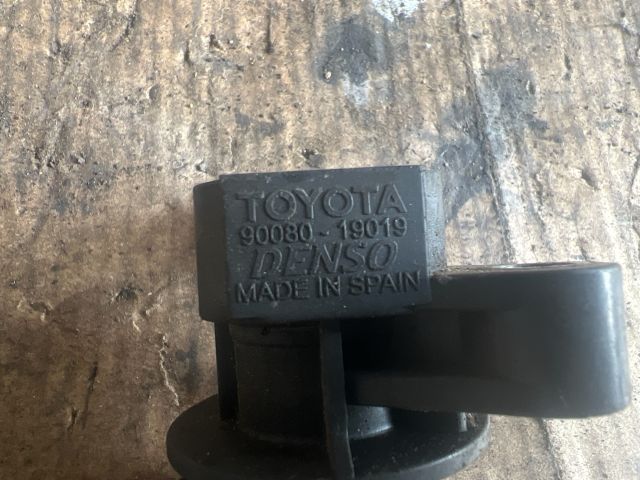 TOYOTA
90080-19019
DENSO
MADE IN SPAIN